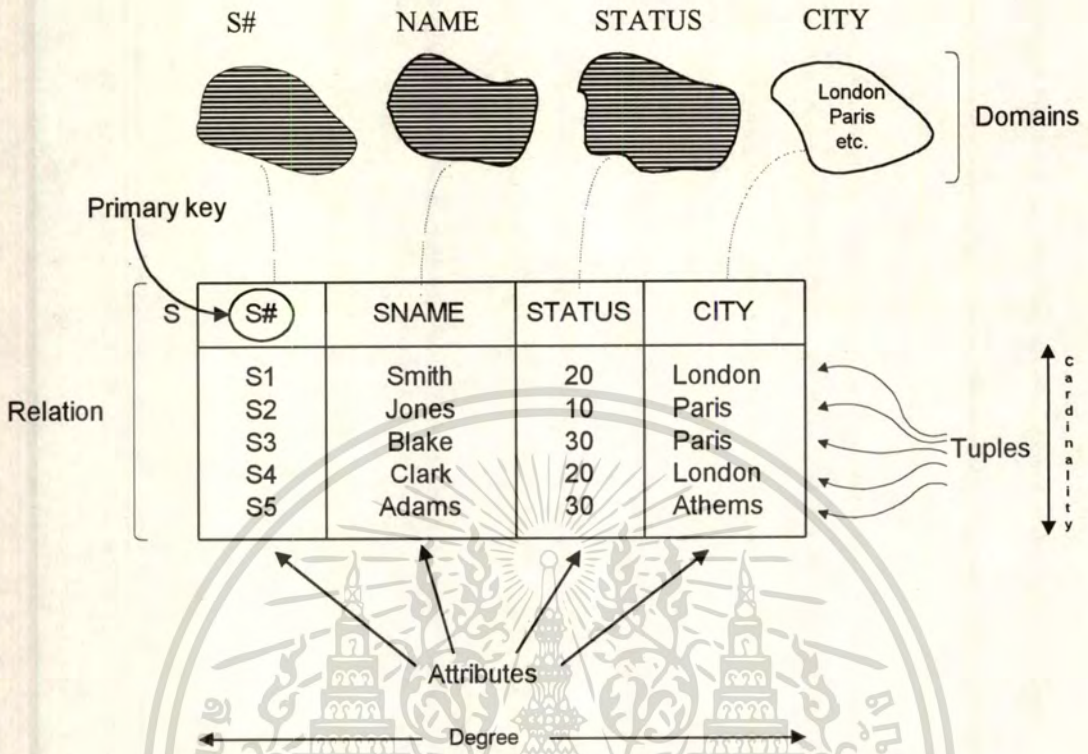 S# NAME STATUS CITY
London
Paris
etc.
Domains
Primary key
S S# SNAME STATUS CITY
S1 Smith 20 London
S2 Jones 10 Paris
S3 Blake 30 Paris
S4 Clark 20 London
S5 Adams 30 Athems
Relation
Tuples
cardinality
Attributes
Degree